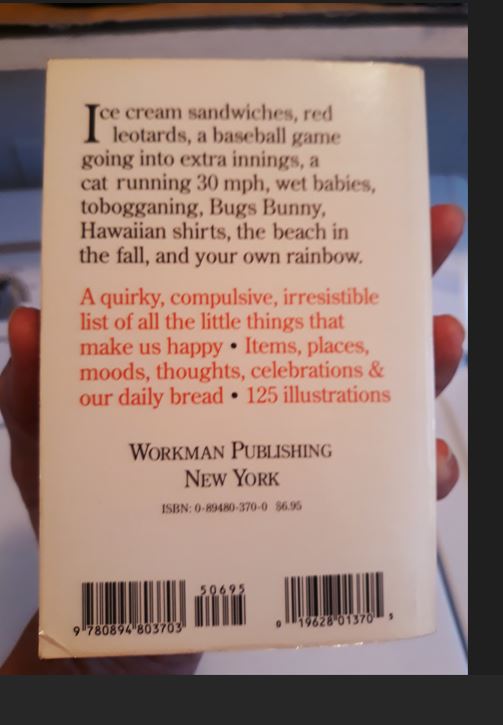 Ice cream sandwiches, red
leotards, a baseball game
going into extra innings, a
cat running 30 mph, wet babies,
tobogganing, Bugs Bunny,
Hawaiian shirts, the beach in
the fall, and your own rainbow.
A quirky, compulsive, irresistible
list of all the little things that
make us happy • Items, places,
moods, thoughts, celebrations &
our daily bread • 125 illustrations
WORKMAN PUBLISHING
NEW YORK
ISBN: 0-89480-370-0 $6.95
50695
9 780894 803703
0 19628 01370 5